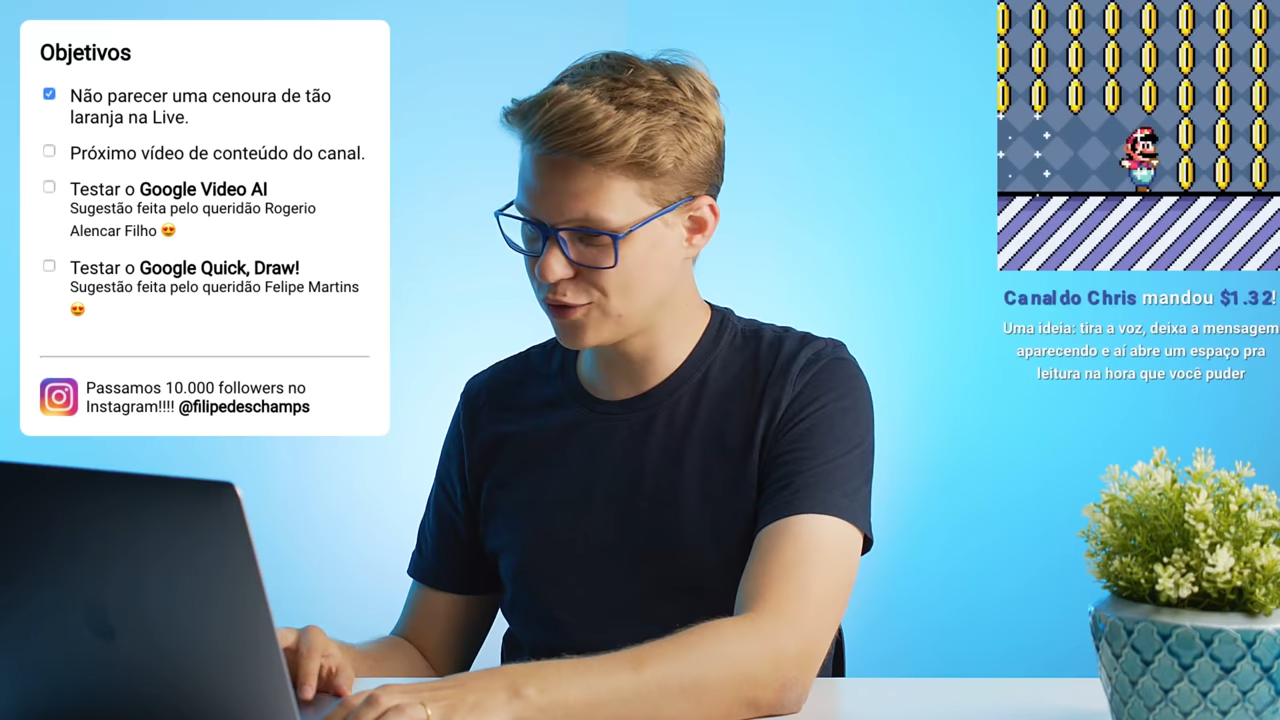 Objetivos
Não parecer uma cenoura de tão
laranja na Live.
Próximo vídeo de conteúdo do canal.
Testar o Google Video AI
Sugestão feita pelo queridão Rogerio
Alencar Filho 😍
Testar o Google Quick, Draw!
Sugestão feita pelo queridão Felipe Martins
😍
Passamos 10.000 followers no
Instagram!!!! @filipedeschamps
Canal do Chris mandou $1.32!
Uma ideia: tira a voz, deixa a mensagem
aparecendo e aí abre um espaço pra
leitura na hora que você puder